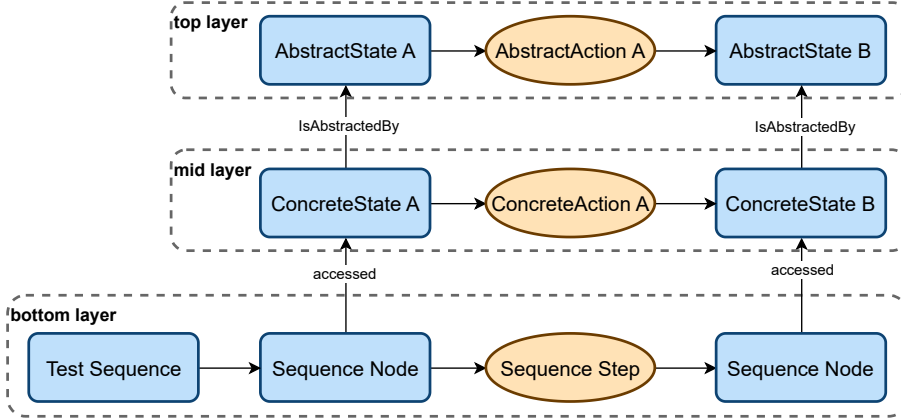 top layer
AbstractState A
AbstractAction A
AbstractState B
IsAbstractedBy
IsAbstractedBy
mid layer
ConcreteState A
ConcreteAction A
ConcreteState B
accessed
accessed
bottom layer
Test Sequence
Sequence Node
Sequence Step
Sequence Node